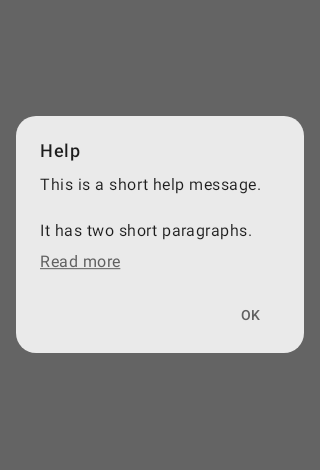 Help
This is a short help message.
It has two short paragraphs.
Read more
OK